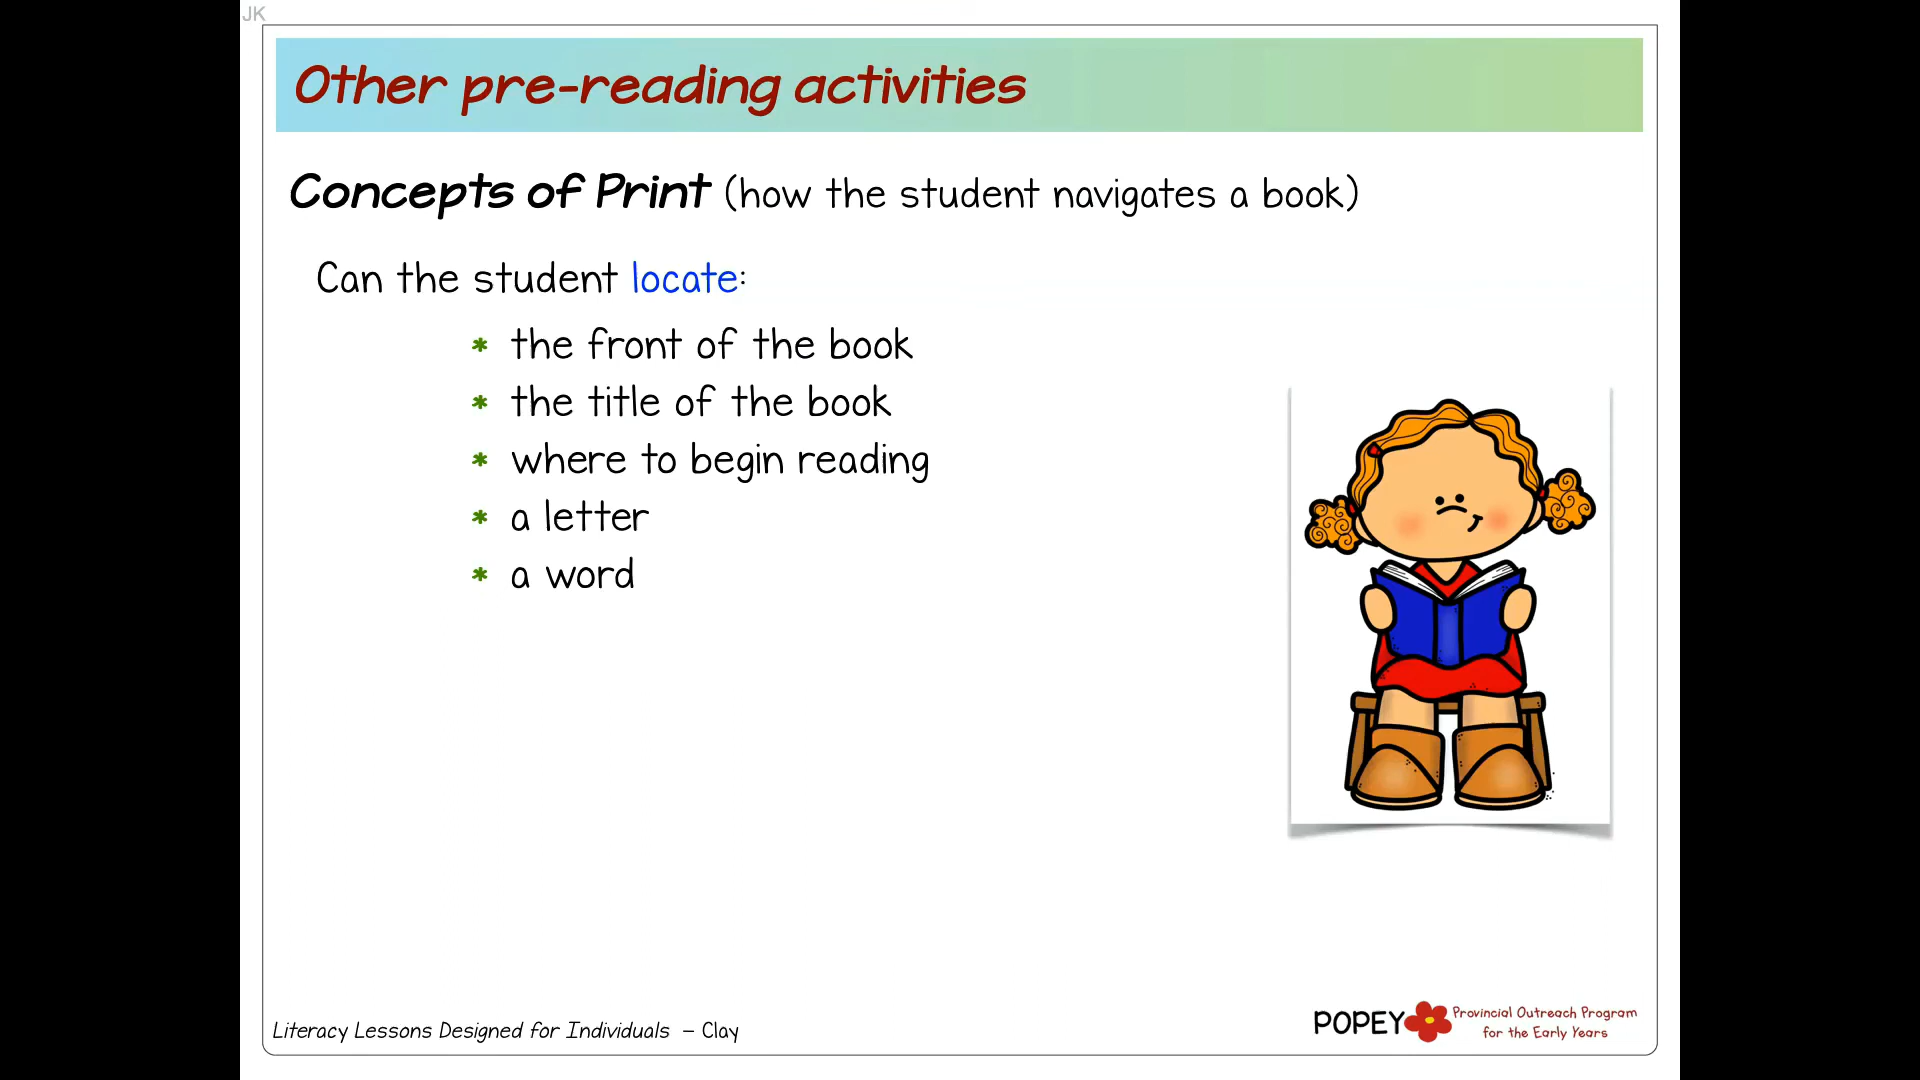 JK
Other pre-reading activities
Concepts of Print (how the student navigates a book)
Can the student locate:
* the front of the book
* the title of the book
* where to begin reading
* a letter
* a word
Literacy Lessons Designed for Individuals – Clay
POPEY Provincial Outreach Program
for the Early Years